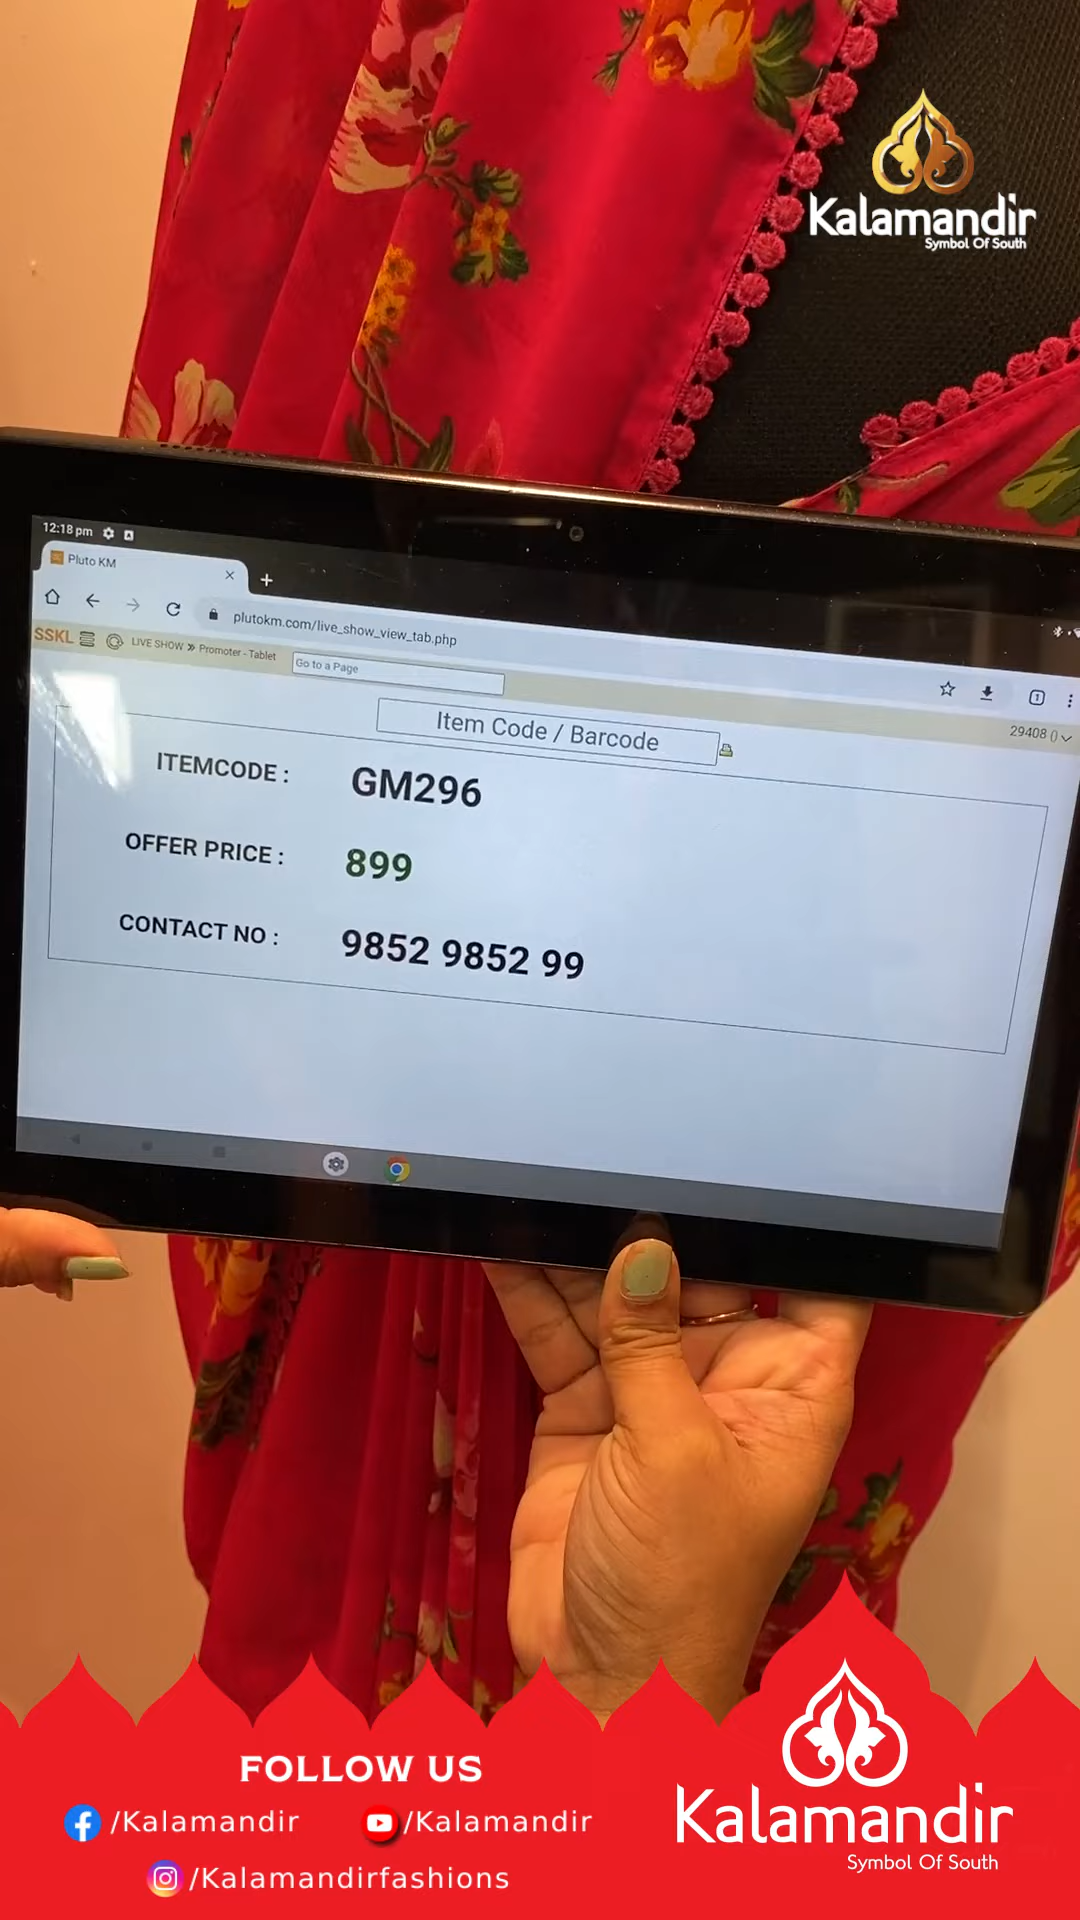 Kalamandir
Symbol Of South
12:18 pm
Pluto KM
plutokm.com/live_show_view_tab.php
SSKL
LIVE SHOW » Promoter - Tablet
Go to a Page
29408 ()
Item Code / Barcode
ITEMCODE : GM296
OFFER PRICE : 899
CONTACT NO : 9852 9852 99
FOLLOW US
/Kalamandir
/Kalamandir
/Kalamandirfashions
Kalamandir
Symbol Of South